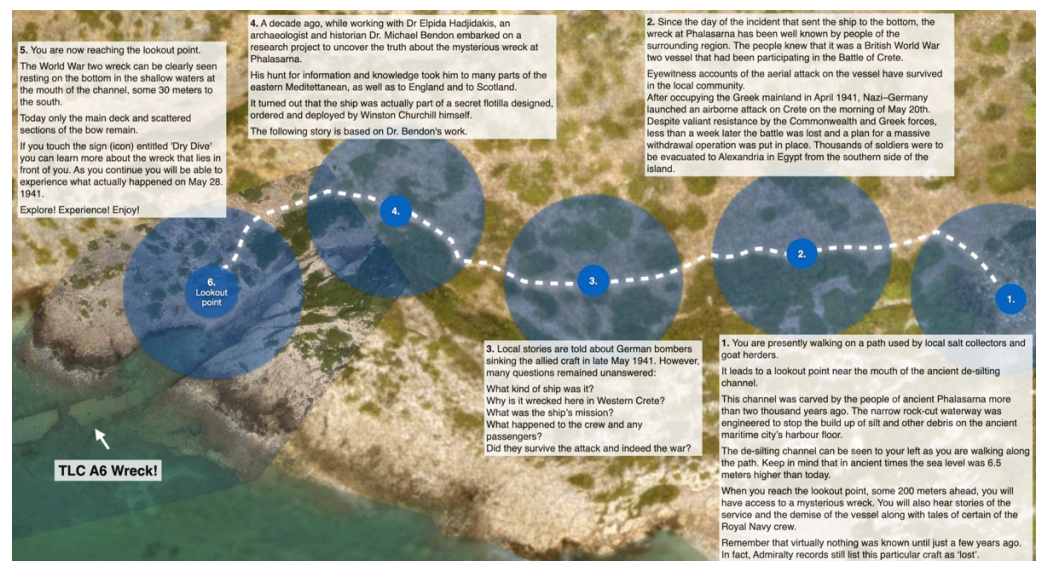 5. You are now reaching the lookout point.
The World War two wreck can be clearly seen
resting on the bottom in the shallow waters at
the mouth of the channel, some 30 meters to
the south.
Today only the main deck and scattered
sections of the bow remain.
If you touch the sign (icon) entitled 'Dry Dive'
you can learn more about the wreck that lies in
front of you. As you continue you will be able to
experience what actually happened on May 28.
1941.
Explore! Experience! Enjoy!
4. A decade ago, while working with Dr Elpida Hadjidakis, an
archaeologist and historian Dr. Michael Bendon embarked on a
research project to uncover the truth about the mysterious wreck at
Phalasarna.
His hunt for information and knowledge took him to many parts of the
eastern Meditettanean, as well as to England and to Scotland.
It turned out that the ship was actually part of a secret flotilla designed,
ordered and deployed by Winston Churchill himself.
The following story is based on Dr. Bendon's work.
2. Since the day of the incident that sent the ship to the bottom, the
wreck at Phalasarna has been well known by people of the
surrounding region. The people knew that it was a British World War
two vessel that had been participating in the Battle of Crete.
Eyewitness accounts of the aerial attack on the vessel have survived
in the local community.
After occupying the Greek mainland in April 1941, Nazi–Germany
launched an airborne attack on Crete on the morning of May 20th.
Despite valiant resistance by the Commonwealth and Greek forces,
less than a week later the battle was lost and a plan for a massive
withdrawal operation was put in place. Thousands of soldiers were to
be evacuated to Alexandria in Egypt from the southern side of the
island.
6.
Lookout
point
4.
3.
2.
1.
3. Local stories are told about German bombers
sinking the allied craft in late May 1941. However,
many questions remained unanswered:
What kind of ship was it?
Why is it wrecked here in Western Crete?
What was the ship's mission?
What happened to the crew and any
passengers?
Did they survive the attack and indeed the war?
1. You are presently walking on a path used by local salt collectors and
goat herders.
It leads to a lookout point near the mouth of the ancient de-silting
channel.
This channel was carved by the people of ancient Phalasarna more
than two thousand years ago. The narrow rock-cut waterway was
engineered to stop the build up of silt and other debris on the ancient
maritime city's harbour floor.
The de-silting channel can be seen to your left as you are walking along
the path. Keep in mind that in ancient times the sea level was 6.5
meters higher than today.
When you reach the lookout point, some 200 meters ahead, you will
have access to a mysterious wreck. You will also hear stories of the
service and the demise of the vessel along with tales of certain of the
Royal Navy crew.
Remember that virtually nothing was known until just a few years ago.
In fact, Admiralty records still list this particular craft as 'lost'.
TLC A6 Wreck!